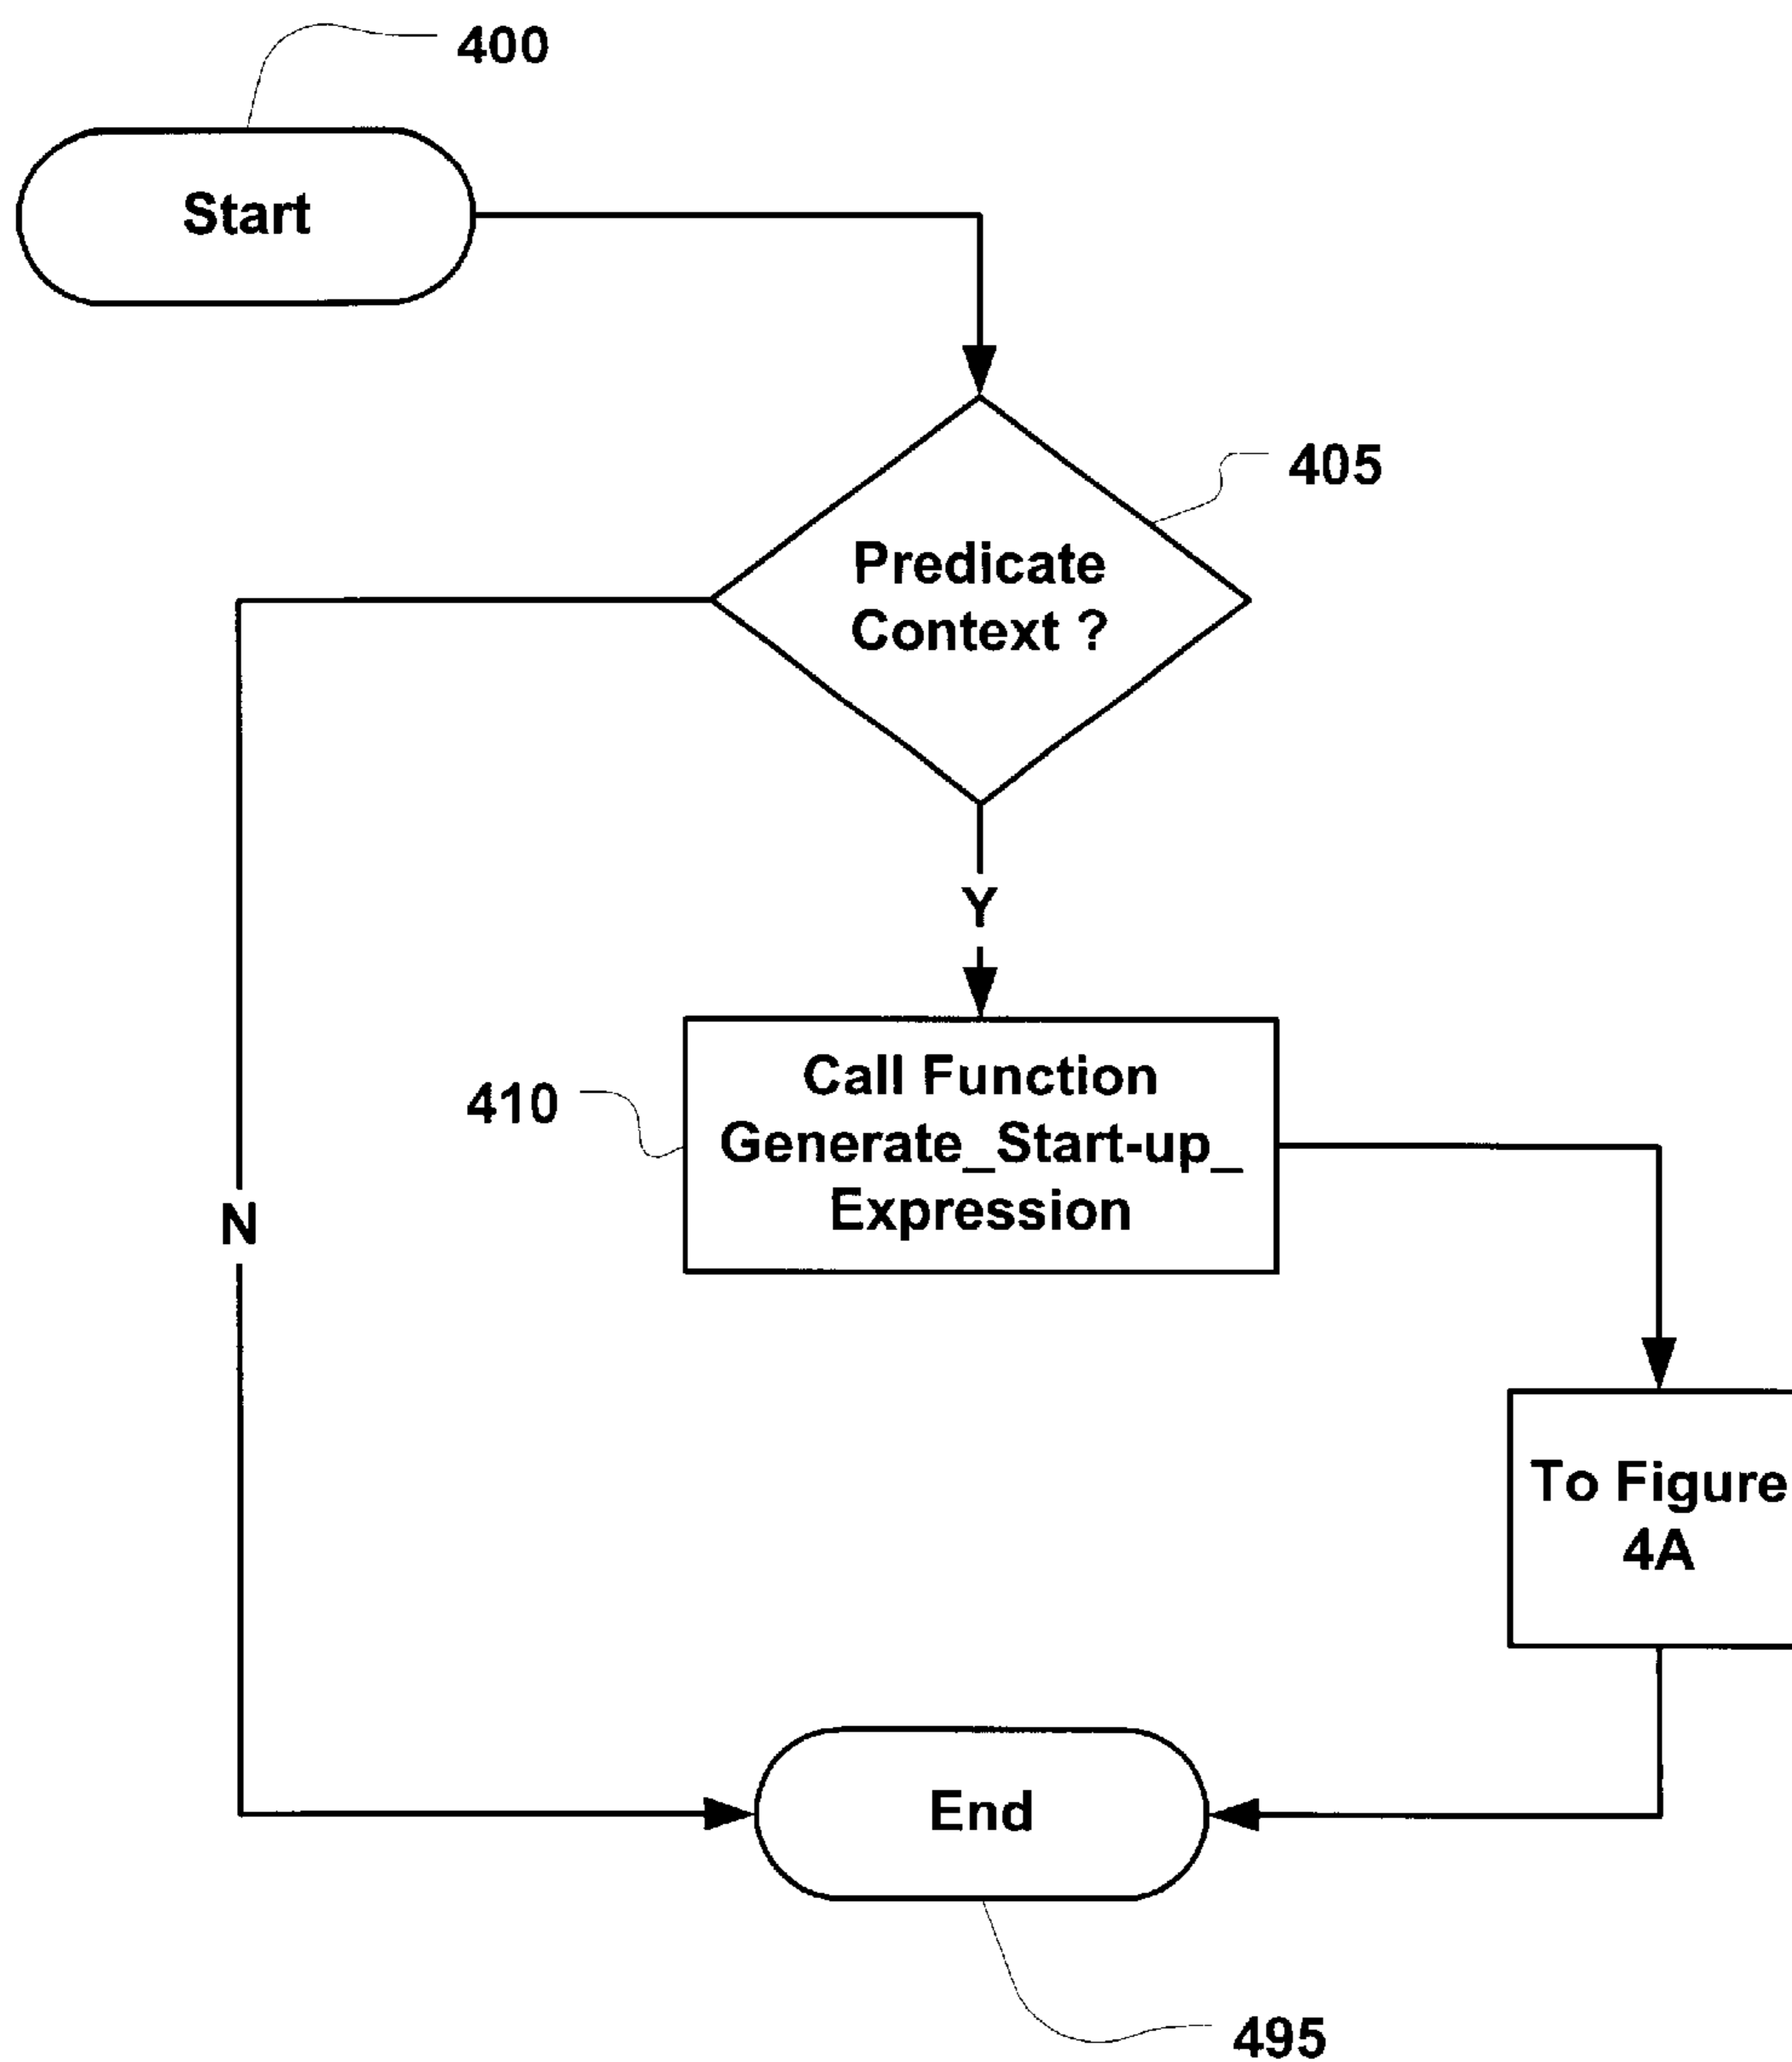 400
Start
405
Predicate
Context ?
Y
Call Function
Generate_Start-up_
Expression
410
N
To Figure
4A
End
495